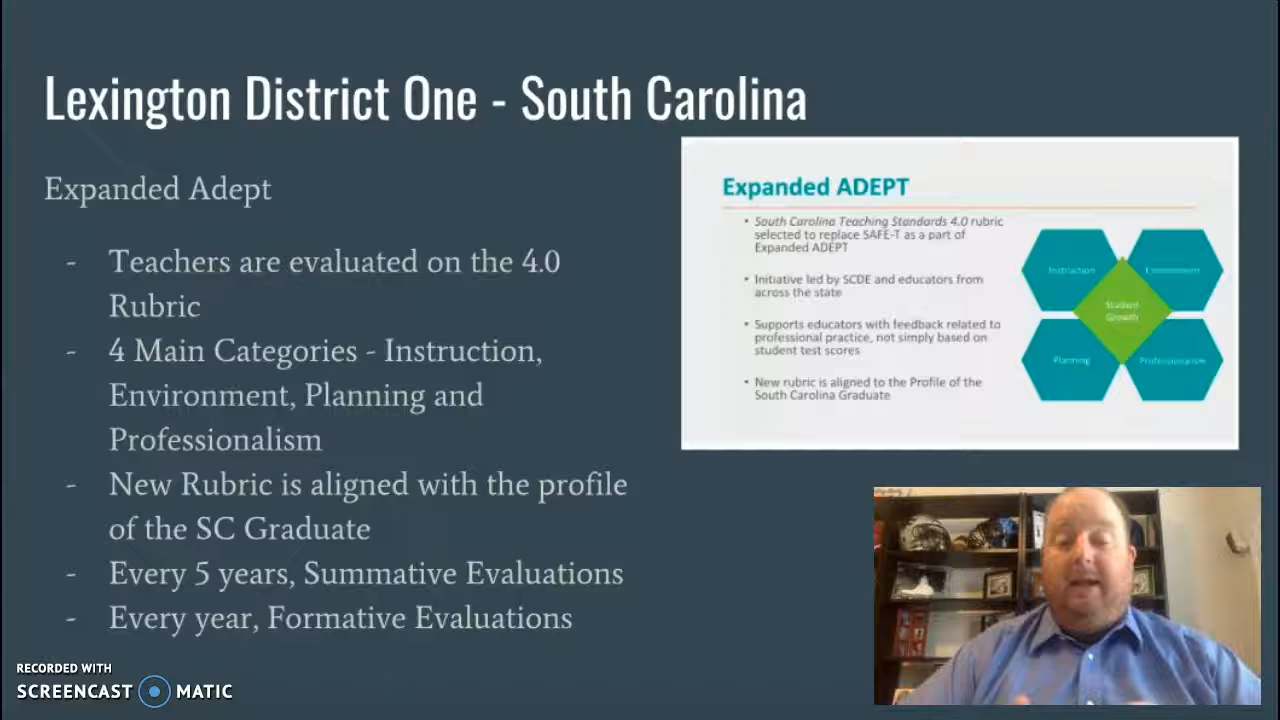 Lexington District One - South Carolina
Expanded Adept
- Teachers are evaluated on the 4.0
Rubric
- 4 Main Categories - Instruction,
Environment, Planning and
Professionalism
- New Rubric is aligned with the profile
of the SC Graduate
- Every 5 years, Summative Evaluations
- Every year, Formative Evaluations
Expanded ADEPT
• South Carolina Teaching Standards 4.0 rubric
selected to replace SAFE-T as a part of
Expanded ADEPT
• Initiative led by SCDE and educators from
across the state
• Supports educators with feedback related to
professional practice, not simply based on
student test scores
• New rubric is aligned to the Profile of the
South Carolina Graduate
Instruction
Environment
Student
Growth
Planning
Professionalism
RECORDED WITH
SCREENCAST MATIC